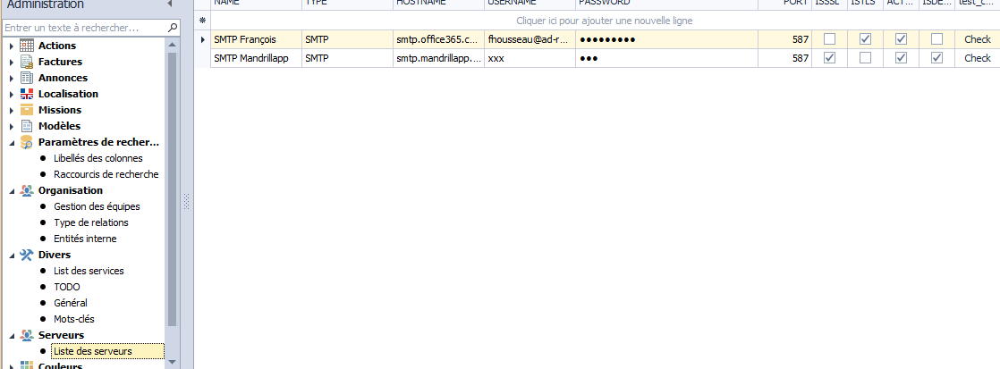 Administration
Entrer un texte à rechercher...
Actions
Factures
Annonces
Localisation
Missions
Modèles
Paramètres de recher...
Libellés des colonnes
Raccourcis de recherche
Organisation
Gestion des équipes
Type de relations
Entités interne
Divers
List des services
TODO
Général
Mots-clés
Serveurs
Liste des serveurs
Couleurs
NAME TYPE HOSTNAME USERNAME PASSWORD PORT ISSSL ISTLS ACT... ISDE... test_c...
Cliquer ici pour ajouter une nouvelle ligne
SMTP François SMTP smtp.office365.c... fhousseau@ad-r... ●●●●●●●●● 587 Check
SMTP Mandrillapp SMTP smtp.mandrillapp.... xxx ●●● 587 Check